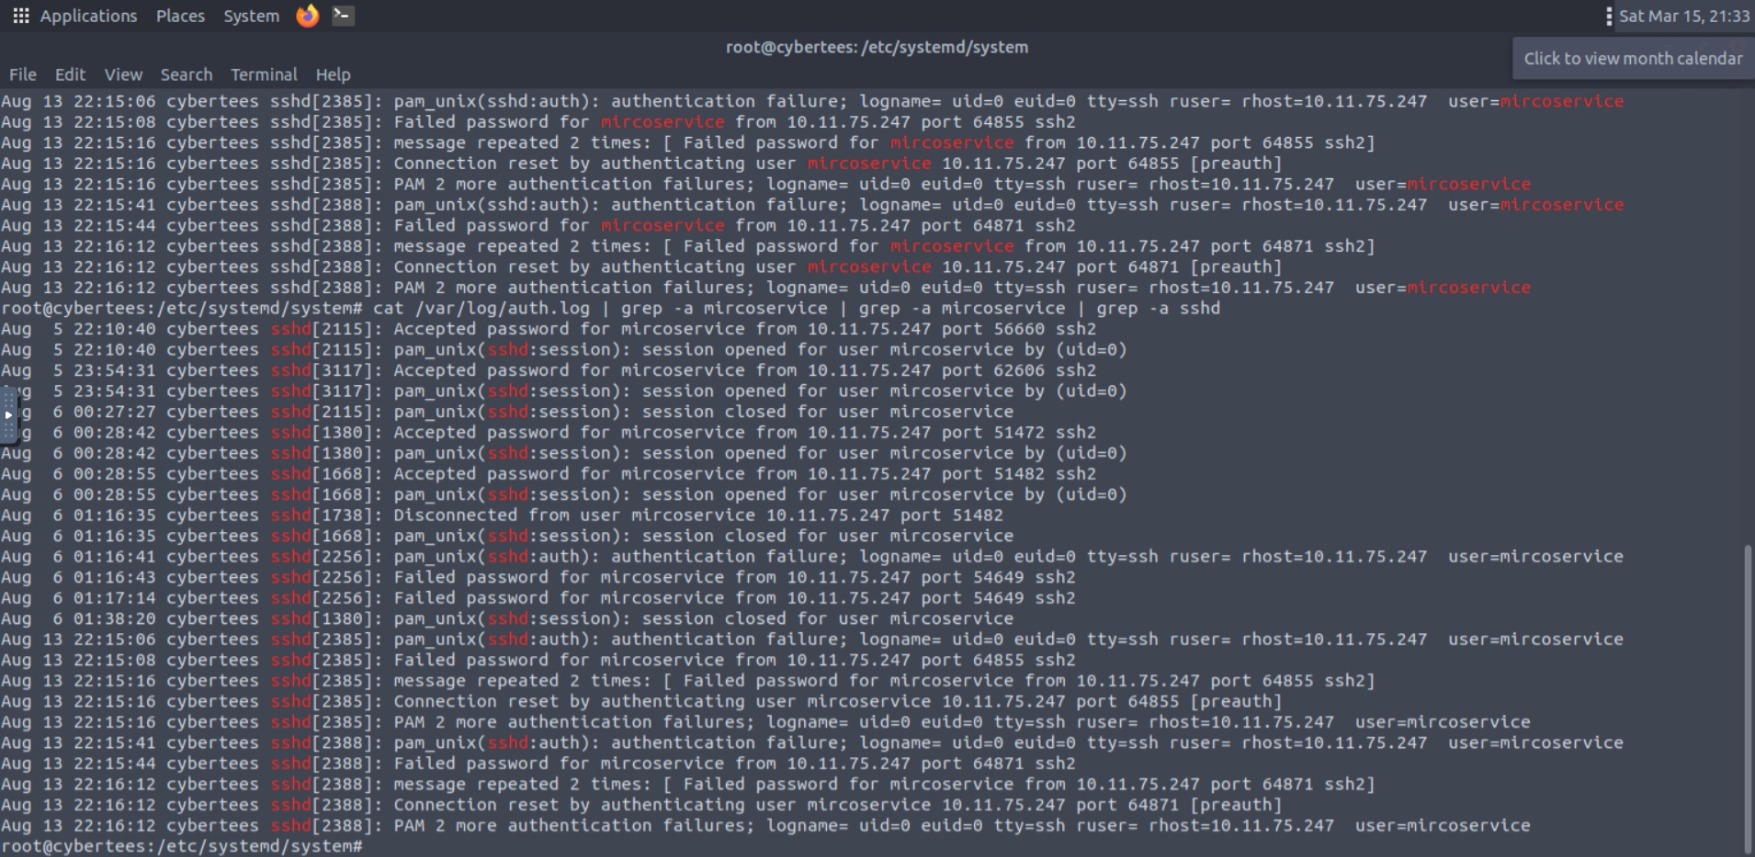 Applications Places System Sat Mar 15, 21:33
root@cybertees: /etc/systemd/system
Click to view month calendar
File Edit View Search Terminal Help
Aug 13 22:15:06 cybertees sshd[2385]: pam_unix(sshd:auth): authentication failure; logname= uid=0 euid=0 tty=ssh ruser= rhost=10.11.75.247  user=mircoservice
Aug 13 22:15:08 cybertees sshd[2385]: Failed password for mircoservice from 10.11.75.247 port 64855 ssh2
Aug 13 22:15:16 cybertees sshd[2385]: message repeated 2 times: [ Failed password for mircoservice from 10.11.75.247 port 64855 ssh2]
Aug 13 22:15:16 cybertees sshd[2385]: Connection reset by authenticating user mircoservice 10.11.75.247 port 64855 [preauth]
Aug 13 22:15:16 cybertees sshd[2385]: PAM 2 more authentication failures; logname= uid=0 euid=0 tty=ssh ruser= rhost=10.11.75.247  user=mircoservice
Aug 13 22:15:41 cybertees sshd[2388]: pam_unix(sshd:auth): authentication failure; logname= uid=0 euid=0 tty=ssh ruser= rhost=10.11.75.247  user=mircoservice
Aug 13 22:15:44 cybertees sshd[2388]: Failed password for mircoservice from 10.11.75.247 port 64871 ssh2
Aug 13 22:16:12 cybertees sshd[2388]: message repeated 2 times: [ Failed password for mircoservice from 10.11.75.247 port 64871 ssh2]
Aug 13 22:16:12 cybertees sshd[2388]: Connection reset by authenticating user mircoservice 10.11.75.247 port 64871 [preauth]
Aug 13 22:16:12 cybertees sshd[2388]: PAM 2 more authentication failures; logname= uid=0 euid=0 tty=ssh ruser= rhost=10.11.75.247  user=mircoservice
root@cybertees:/etc/systemd/system# cat /var/log/auth.log | grep -a mircoservice | grep -a mircoservice | grep -a sshd
Aug  5 22:10:40 cybertees sshd[2115]: Accepted password for mircoservice from 10.11.75.247 port 56660 ssh2
Aug  5 22:10:40 cybertees sshd[2115]: pam_unix(sshd:session): session opened for user mircoservice by (uid=0)
Aug  5 23:54:31 cybertees sshd[3117]: Accepted password for mircoservice from 10.11.75.247 port 62606 ssh2
g  5 23:54:31 cybertees sshd[3117]: pam_unix(sshd:session): session opened for user mircoservice by (uid=0)
g  6 00:27:27 cybertees sshd[2115]: pam_unix(sshd:session): session closed for user mircoservice
g  6 00:28:42 cybertees sshd[1380]: Accepted password for mircoservice from 10.11.75.247 port 51472 ssh2
Aug  6 00:28:42 cybertees sshd[1380]: pam_unix(sshd:session): session opened for user mircoservice by (uid=0)
Aug  6 00:28:55 cybertees sshd[1668]: Accepted password for mircoservice from 10.11.75.247 port 51482 ssh2
Aug  6 00:28:55 cybertees sshd[1668]: pam_unix(sshd:session): session opened for user mircoservice by (uid=0)
Aug  6 01:16:35 cybertees sshd[1738]: Disconnected from user mircoservice 10.11.75.247 port 51482
Aug  6 01:16:35 cybertees sshd[1668]: pam_unix(sshd:session): session closed for user mircoservice
Aug  6 01:16:41 cybertees sshd[2256]: pam_unix(sshd:auth): authentication failure; logname= uid=0 euid=0 tty=ssh ruser= rhost=10.11.75.247  user=mircoservice
Aug  6 01:16:43 cybertees sshd[2256]: Failed password for mircoservice from 10.11.75.247 port 54649 ssh2
Aug  6 01:17:14 cybertees sshd[2256]: Failed password for mircoservice from 10.11.75.247 port 54649 ssh2
Aug  6 01:38:20 cybertees sshd[1380]: pam_unix(sshd:session): session closed for user mircoservice
Aug 13 22:15:06 cybertees sshd[2385]: pam_unix(sshd:auth): authentication failure; logname= uid=0 euid=0 tty=ssh ruser= rhost=10.11.75.247  user=mircoservice
Aug 13 22:15:08 cybertees sshd[2385]: Failed password for mircoservice from 10.11.75.247 port 64855 ssh2
Aug 13 22:15:16 cybertees sshd[2385]: message repeated 2 times: [ Failed password for mircoservice from 10.11.75.247 port 64855 ssh2]
Aug 13 22:15:16 cybertees sshd[2385]: Connection reset by authenticating user mircoservice 10.11.75.247 port 64855 [preauth]
Aug 13 22:15:16 cybertees sshd[2385]: PAM 2 more authentication failures; logname= uid=0 euid=0 tty=ssh ruser= rhost=10.11.75.247  user=mircoservice
Aug 13 22:15:41 cybertees sshd[2388]: pam_unix(sshd:auth): authentication failure; logname= uid=0 euid=0 tty=ssh ruser= rhost=10.11.75.247  user=mircoservice
Aug 13 22:15:44 cybertees sshd[2388]: Failed password for mircoservice from 10.11.75.247 port 64871 ssh2
Aug 13 22:16:12 cybertees sshd[2388]: message repeated 2 times: [ Failed password for mircoservice from 10.11.75.247 port 64871 ssh2]
Aug 13 22:16:12 cybertees sshd[2388]: Connection reset by authenticating user mircoservice 10.11.75.247 port 64871 [preauth]
Aug 13 22:16:12 cybertees sshd[2388]: PAM 2 more authentication failures; logname= uid=0 euid=0 tty=ssh ruser= rhost=10.11.75.247  user=mircoservice
root@cybertees:/etc/systemd/system#